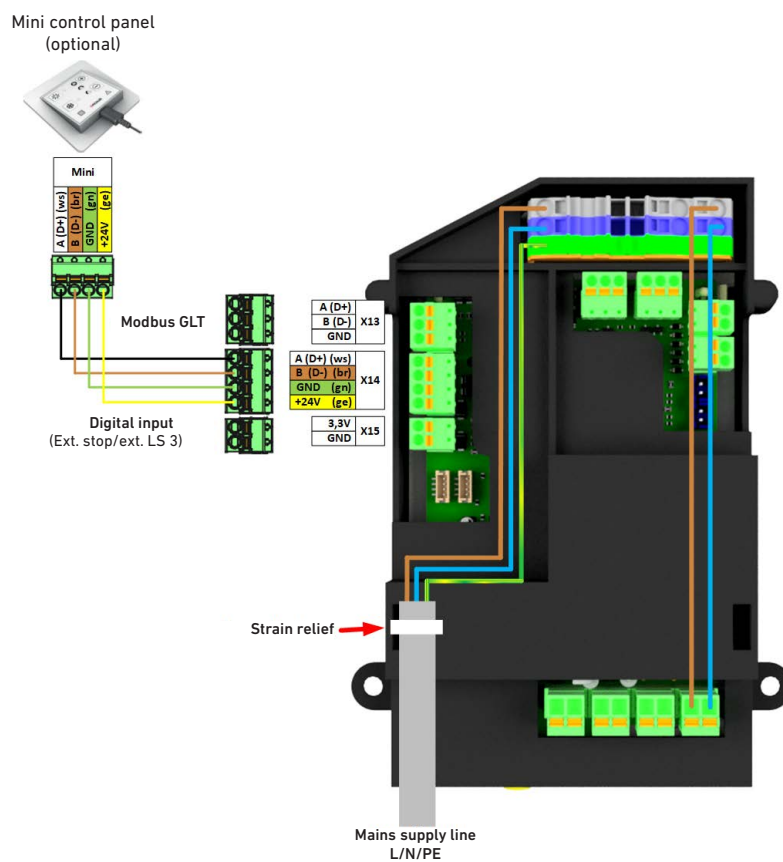 Mini control panel
(optional)
Mini
A (D+) (ws)
B (D-) (br)
GND (gn)
+24V (ge)
Modbus GLT
A (D+)
B (D-)
GND
X13
A (D+) (ws)
B (D-) (br)
GND (gn)
+24V (ge)
X14
Digital input
(Ext. stop/ext. LS 3)
3,3V
GND
X15
Strain relief
Mains supply line
L/N/PE